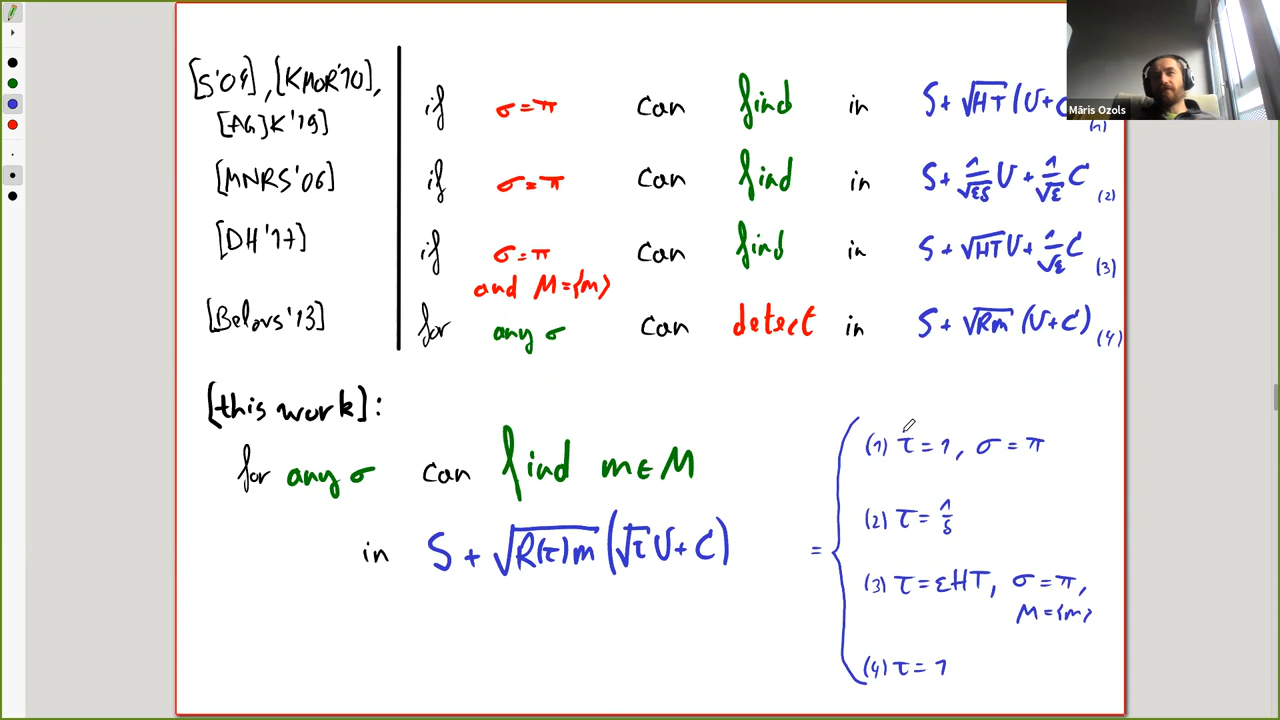 [S'04], [KMOR'10],
[AGJK'19]
if σ=π can find in S+√HT (U+C
(1)
[MNRS'06] if σ=π can find in S+ 1/√εδ U + 1/√ε C (2)
[DH'17] if σ=π can find in S+√HT U + 1/√ε C (3)
and M={m}
[Belovs'13] for any σ can detect in S+√Rm (U+C) (4)
[this work]:
for any σ can find m∈M
in S+√R(τ)m (√τ U+C)
= {
(1) τ=1, σ=π
(2) τ=1/δ
(3) τ=εHT, σ=π,
M={m}
(4) τ=1
Māris Ozols